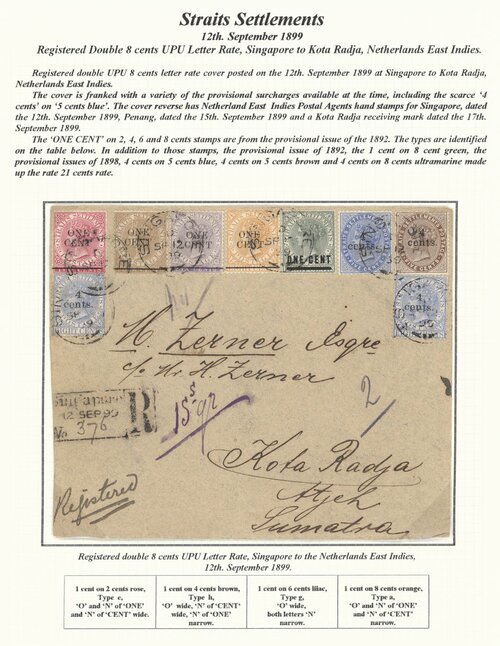 Straits Settlements
12th. September 1899
Registered Double 8 cents UPU Letter Rate, Singapore to Kota Radja, Netherlands East Indies.
Registered double UPU 8 cents letter rate cover posted on the 12th. September 1899 at Singapore to Kota Radja,
Netherlands East Indies.
The cover is franked with a variety of the provisional surcharges available at the time, including the scarce ‘4
cents’ on ‘5 cents blue’. The cover reverse has Netherland East Indies Postal Agents hand stamps for Singapore, dated
the 12th. September 1899, Penang, dated the 15th. September 1899 and a Kota Radja receiving mark dated the 17th.
September 1899.
The ‘ONE CENT’ on 2, 4, 6 and 8 cents stamps are from the provisional issue of the 1892. The types are identified
on the table below. In addition to those stamps, the provisional issue of 1892, the 1 cent on 8 cent green, the
provisional issues of 1898, 4 cents on 5 cents blue, 4 cents on 5 cents brown and 4 cents on 8 cents ultramarine made
up the rate 21 cents rate.
ONE CENT
ONE CENT
ONE CENT
ONE CENT
ONE CENT
4 cents.
4 cents.
4 cents.
4 cents.
M. Zerner Esqre
c/o Mr H. Zerner
Singapore
12 SEP 99
R
No 376
2
Registered
Kota Radja
Atjeh
Sumatra
Registered double 8 cents UPU Letter Rate, Singapore to the Netherlands East Indies,
12th. September 1899.
1 cent on 2 cents rose,
Type e,
‘O’ and ‘N’ of ‘ONE’
and ‘N’ of ‘CENT’ wide.
1 cent on 4 cents brown,
Type h,
‘O’ wide, ‘N’ of ‘CENT’
wide, ‘N’ of ‘ONE’
narrow.
1 cent on 6 cents lilac,
Type g,
‘O’ wide,
both letters ‘N’
narrow.
1 cent on 8 cents orange,
Type a,
‘O’ and ‘N’ of ‘ONE’
and ‘N’ of ‘CENT’
narrow.